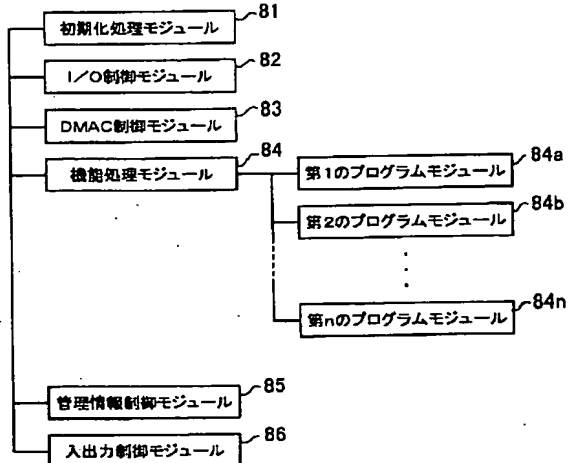 初期化処理モジュール 81
I/O制御モジュール 82
DMAC制御モジュール 83
機能処理モジュール 84
第1のプログラムモジュール 84a
第2のプログラムモジュール 84b
第nのプログラムモジュール 84n
管理情報制御モジュール 85
入出力制御モジュール 86